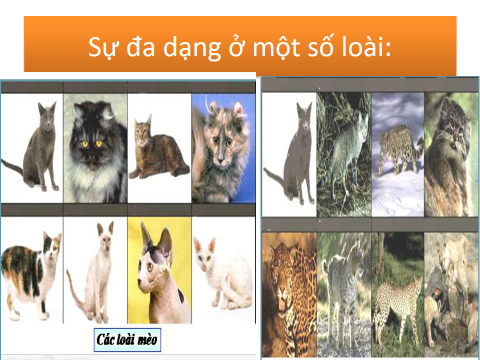 Sự đa dạng ở một số loài:
Các loài mèo